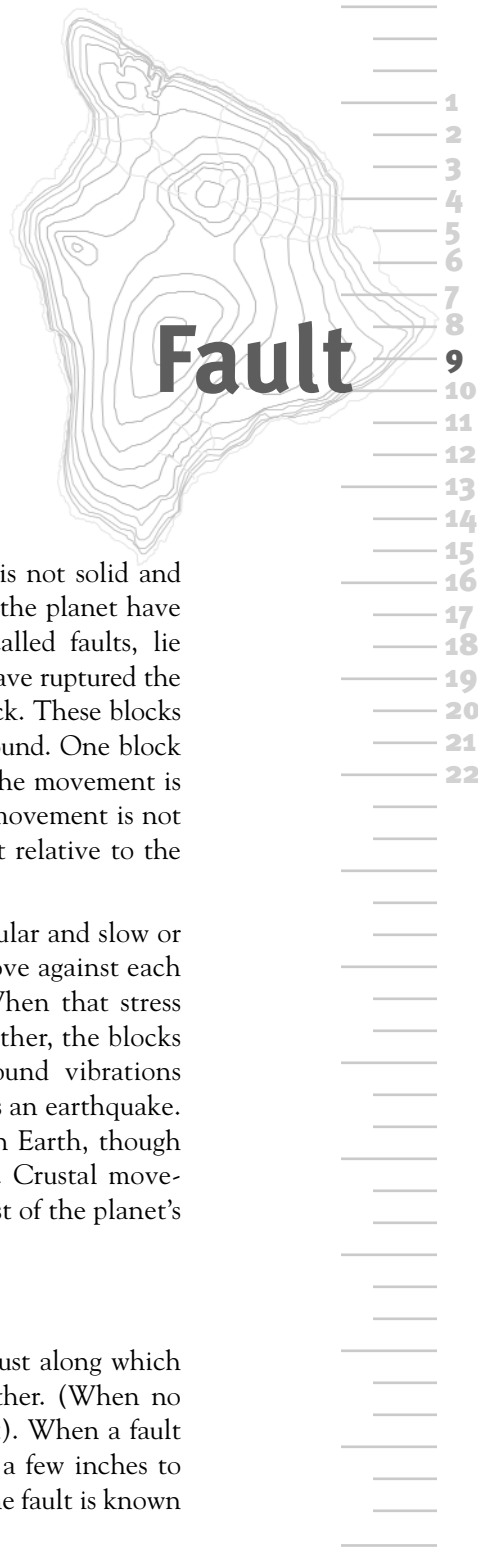 Fault
1
2
3
4
5
6
7
8
9
10
11
12
13
14
15
16
17
18
19
20
21
22
is not solid and
the planet have
alled faults, lie
ave ruptured the
ck. These blocks
ound. One block
he movement is
movement is not
t relative to the
ular and slow or
ove against each
When that stress
ther, the blocks
ound vibrations
s an earthquake.
n Earth, though
. Crustal move-
st of the planet's
ust along which
ther. (When no
). When a fault
a few inches to
e fault is known